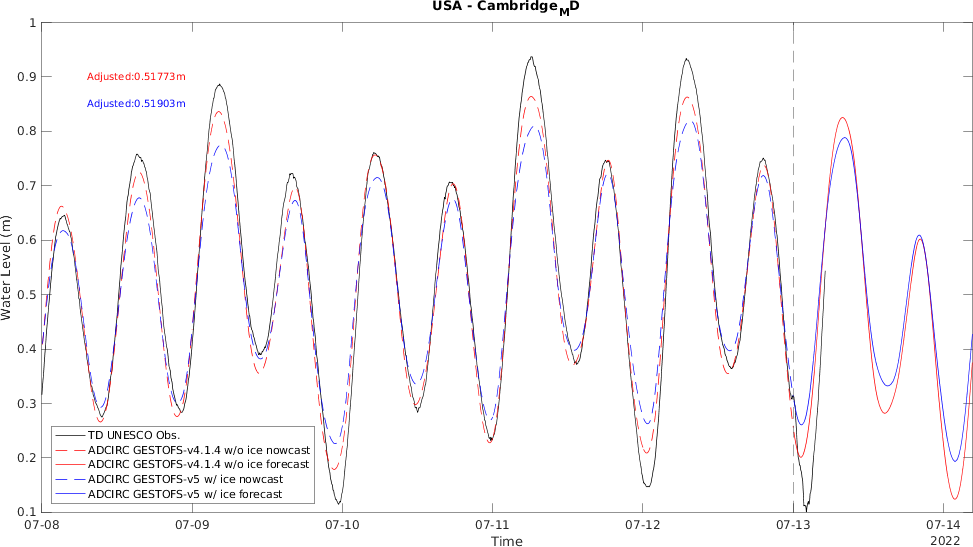 USA - Cambridge_MD
1
0.9
0.8
0.7
0.6
0.5
0.4
0.3
0.2
0.1
Water Level (m)
Adjusted:0.51773m
Adjusted:0.51903m
TD UNESCO Obs.
ADCIRC GESTOFS-v4.1.4 w/o ice nowcast
ADCIRC GESTOFS-v4.1.4 w/o ice forecast
ADCIRC GESTOFS-v5 w/ ice nowcast
ADCIRC GESTOFS-v5 w/ ice forecast
07-08 07-09 07-10 07-11 07-12 07-13 07-14
Time 2022